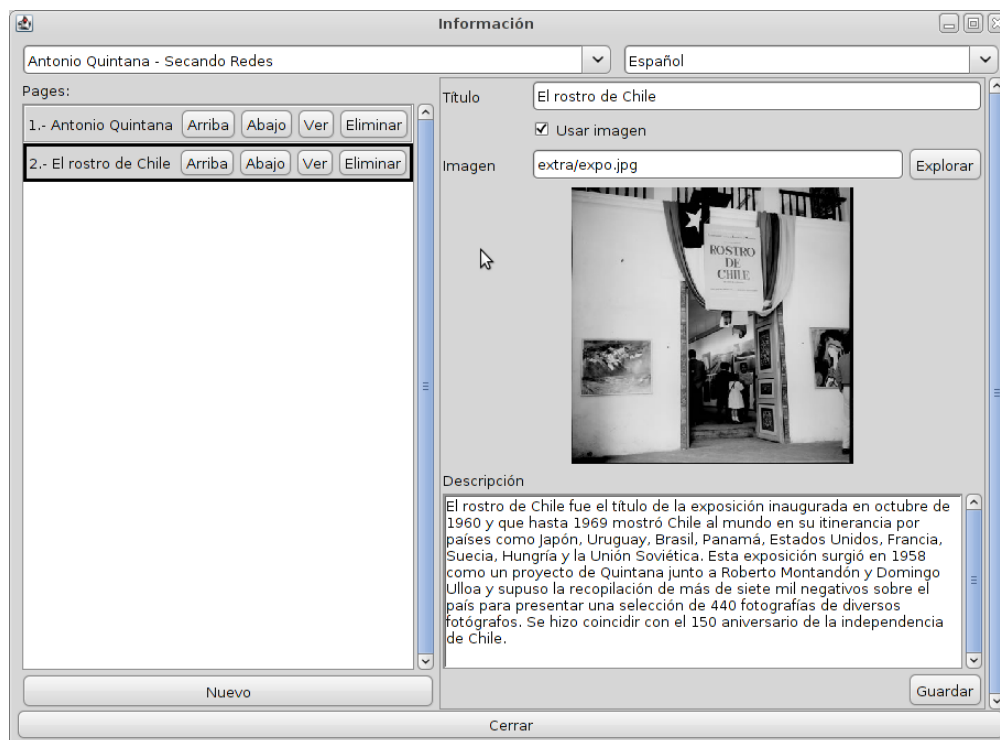 Información
Antonio Quintana - Secando Redes
Español
Pages:
1.- Antonio Quintana Arriba Abajo Ver Eliminar
2.- El rostro de Chile Arriba Abajo Ver Eliminar
Nuevo
Título El rostro de Chile
Usar imagen
Imagen extra/expo.jpg Explorar
ROSTRO
DE
CHILE
Descripción
El rostro de Chile fue el título de la exposición inaugurada en octubre de
1960 y que hasta 1969 mostró Chile al mundo en su itinerancia por
países como Japón, Uruguay, Brasil, Panamá, Estados Unidos, Francia,
Suecia, Hungría y la Unión Soviética. Esta exposición surgió en 1958
como un proyecto de Quintana junto a Roberto Montandón y Domingo
Ulloa y supuso la recopilación de más de siete mil negativos sobre el
país para presentar una selección de 440 fotografías de diversos
fotógrafos. Se hizo coincidir con el 150 aniversario de la independencia
de Chile.
Guardar
Cerrar